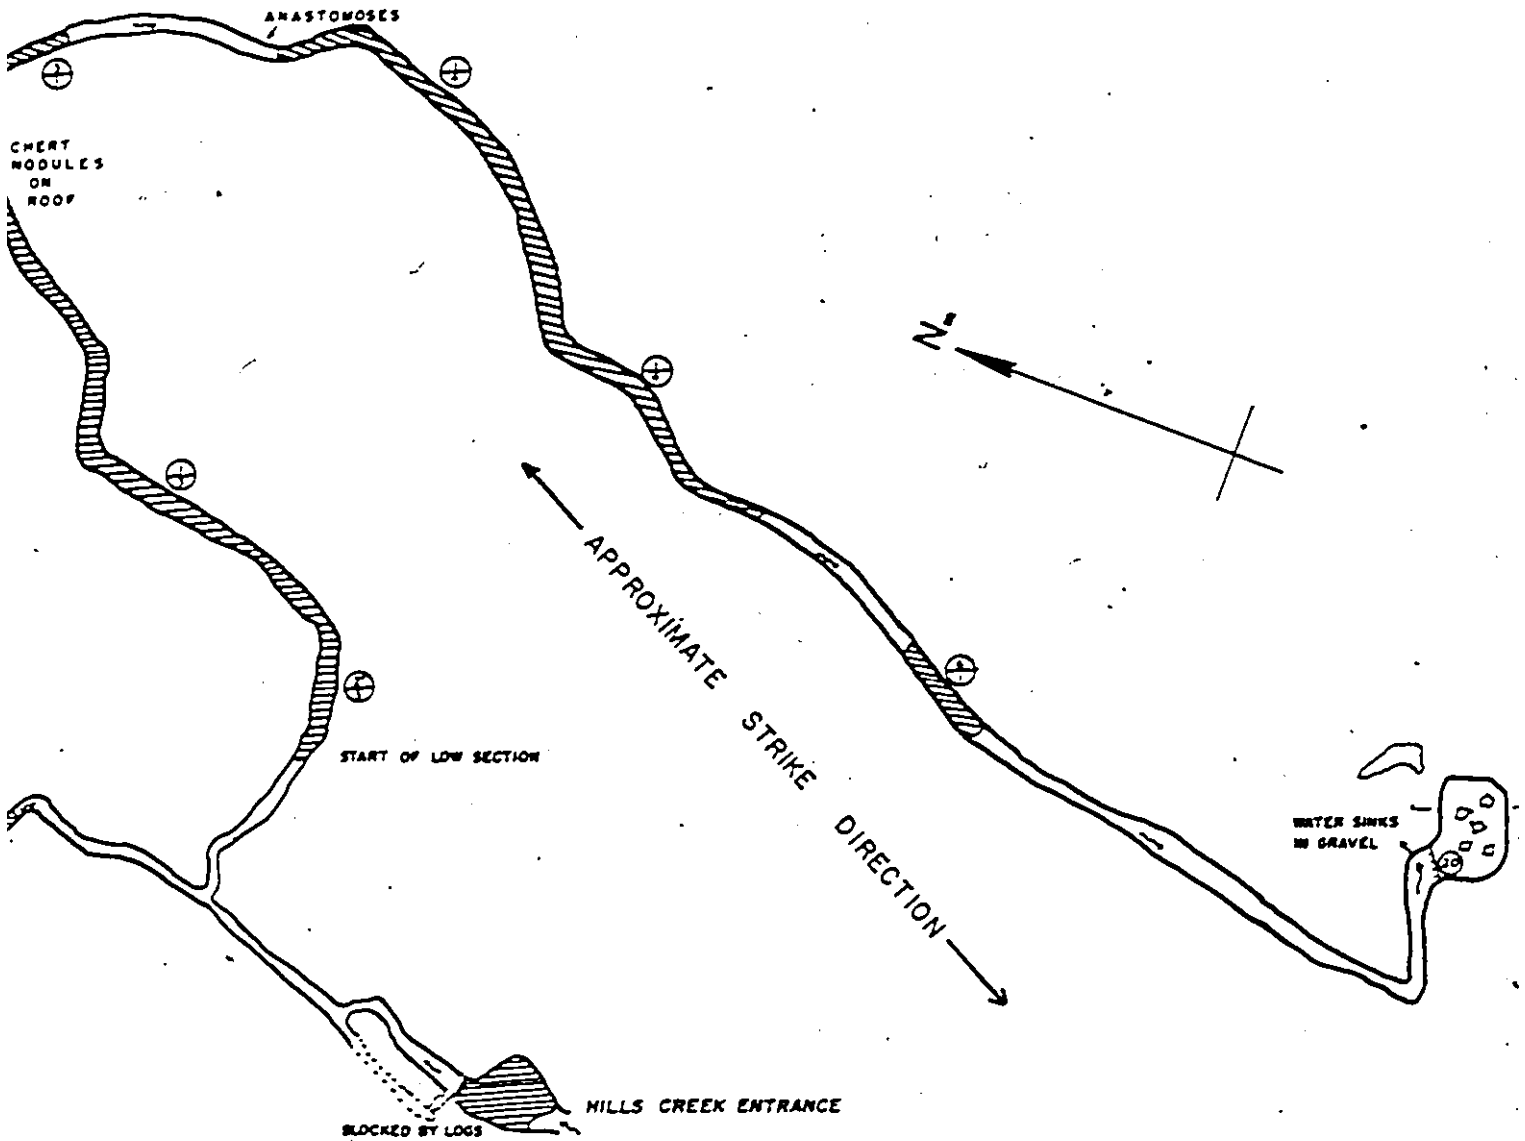 ANASTOMOSES
CHERT
NODULES
ON
ROOF
N
APPROXIMATE STRIKE DIRECTION
START OF LOW SECTION
WATER SINKS
IN GRAVEL
20
HILLS CREEK ENTRANCE
BLOCKED BY LOGS